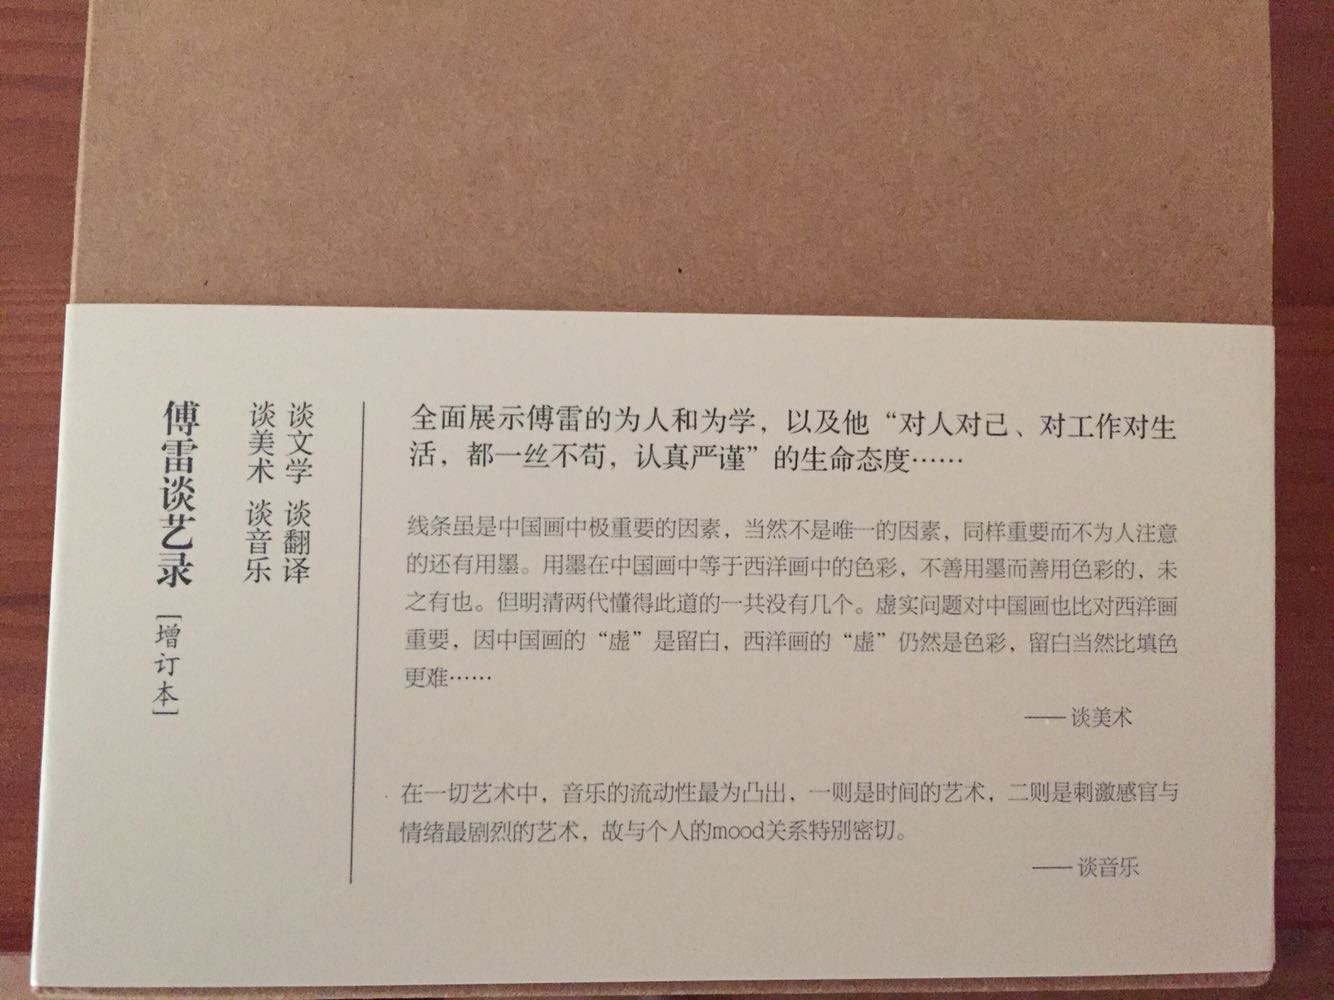 傅雷谈艺录 [增订本]
谈文学 谈翻译
谈美术 谈音乐
全面展示傅雷的为人和为学，以及他“对人对己、对工作对生
活，都一丝不苟，认真严谨”的生命态度……
线条虽是中国画中极重要的因素，当然不是唯一的因素，同样重要而不为人注意
的还有用墨。用墨在中国画中等于西洋画中的色彩，不善用墨而善用色彩的，未
之有也。但明清两代懂得此道的一共没有几个。虚实问题对中国画也比对西洋画
重要，因中国画的“虚”是留白，西洋画的“虚”仍然是色彩，留白当然比填色
更难……
——谈美术
在一切艺术中，音乐的流动性最为凸出，一则是时间的艺术，二则是刺激感官与
情绪最剧烈的艺术，故与个人的mood关系特别密切。
——谈音乐